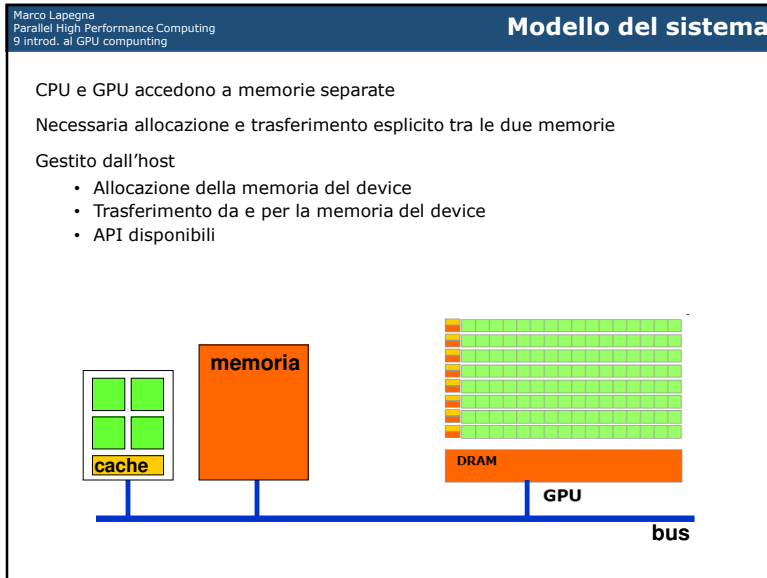 Marco Lapegna
Parallel High Performance Computing
9 introd. al GPU compunting
Modello del sistema
CPU e GPU accedono a memorie separate
Necessaria allocazione e trasferimento esplicito tra le due memorie
Gestito dall'host
• Allocazione della memoria del device
• Trasferimento da e per la memoria del device
• API disponibili
memoria
cache
DRAM
GPU
bus